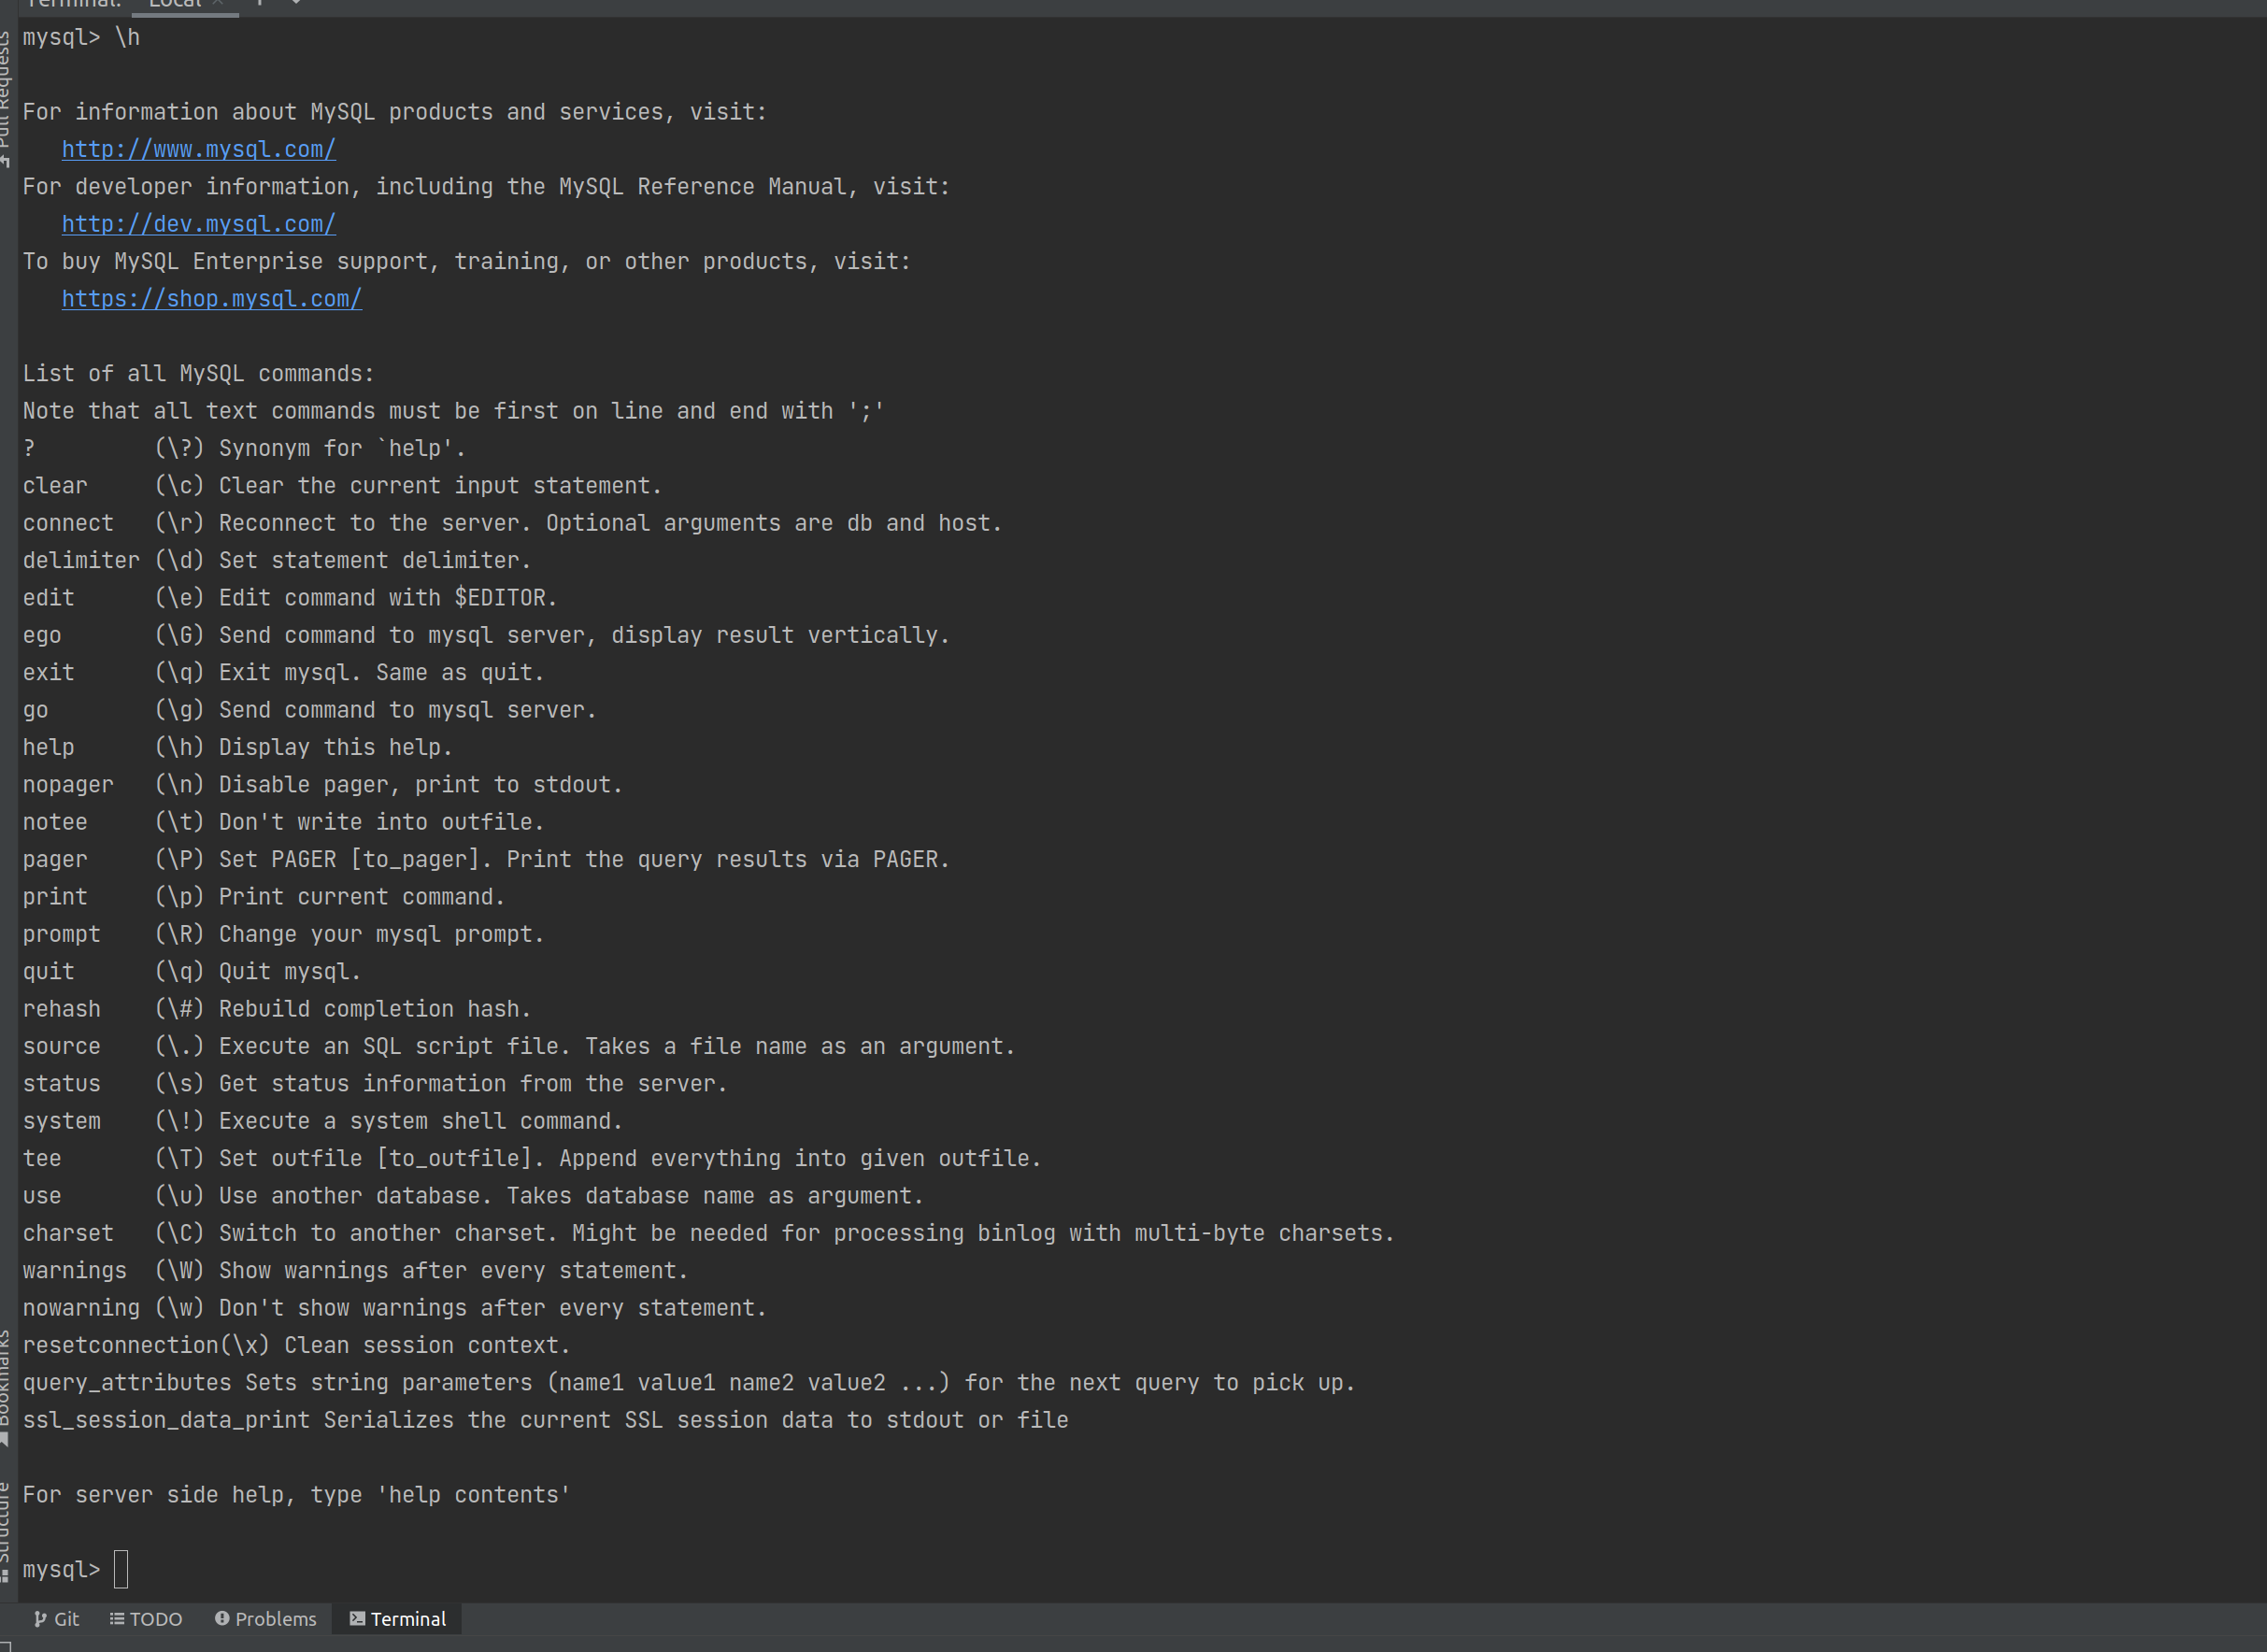 Terminal: Local
mysql> \h
For information about MySQL products and services, visit:
   http://www.mysql.com/
For developer information, including the MySQL Reference Manual, visit:
   http://dev.mysql.com/
To buy MySQL Enterprise support, training, or other products, visit:
   https://shop.mysql.com/
List of all MySQL commands:
Note that all text commands must be first on line and end with ';'
?         (\?) Synonym for `help'.
clear     (\c) Clear the current input statement.
connect   (\r) Reconnect to the server. Optional arguments are db and host.
delimiter (\d) Set statement delimiter.
edit      (\e) Edit command with $EDITOR.
ego       (\G) Send command to mysql server, display result vertically.
exit      (\q) Exit mysql. Same as quit.
go        (\g) Send command to mysql server.
help      (\h) Display this help.
nopager   (\n) Disable pager, print to stdout.
notee     (\t) Don't write into outfile.
pager     (\P) Set PAGER [to_pager]. Print the query results via PAGER.
print     (\p) Print current command.
prompt    (\R) Change your mysql prompt.
quit      (\q) Quit mysql.
rehash    (\#) Rebuild completion hash.
source    (\.) Execute an SQL script file. Takes a file name as an argument.
status    (\s) Get status information from the server.
system    (\!) Execute a system shell command.
tee       (\T) Set outfile [to_outfile]. Append everything into given outfile.
use       (\u) Use another database. Takes database name as argument.
charset   (\C) Switch to another charset. Might be needed for processing binlog with multi-byte charsets.
warnings  (\W) Show warnings after every statement.
nowarning (\w) Don't show warnings after every statement.
resetconnection(\x) Clean session context.
query_attributes Sets string parameters (name1 value1 name2 value2 ...) for the next query to pick up.
ssl_session_data_print Serializes the current SSL session data to stdout or file
For server side help, type 'help contents'
mysql>
Pull Requests
Bookmarks
Structure
Git TODO Problems Terminal